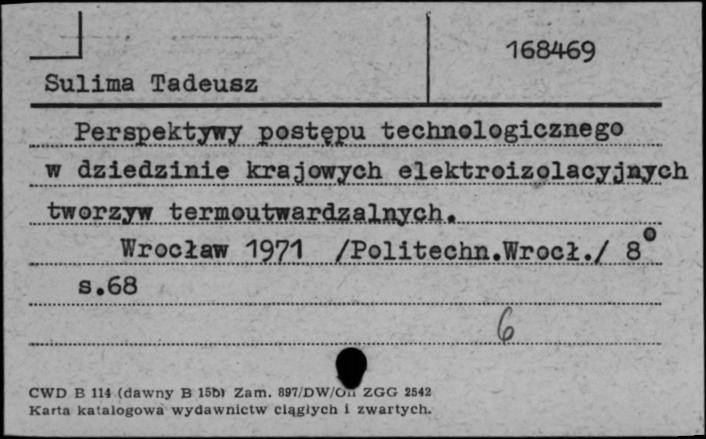 168469
Sulima Tadeusz
Perspektywy postępu technologicznego
w dziedzinie krajowych elektroizolacyjnych
tworzyw termoutwardzalnych.
Wrocław 1971 /Politechn.Wrocł./ 8°
s.68
6
CWD B 114 (dawny B 15b) Zam. 897/DW/ ZGG 2542
Karta katalogowa wydawnictw ciągłych i zwartych.